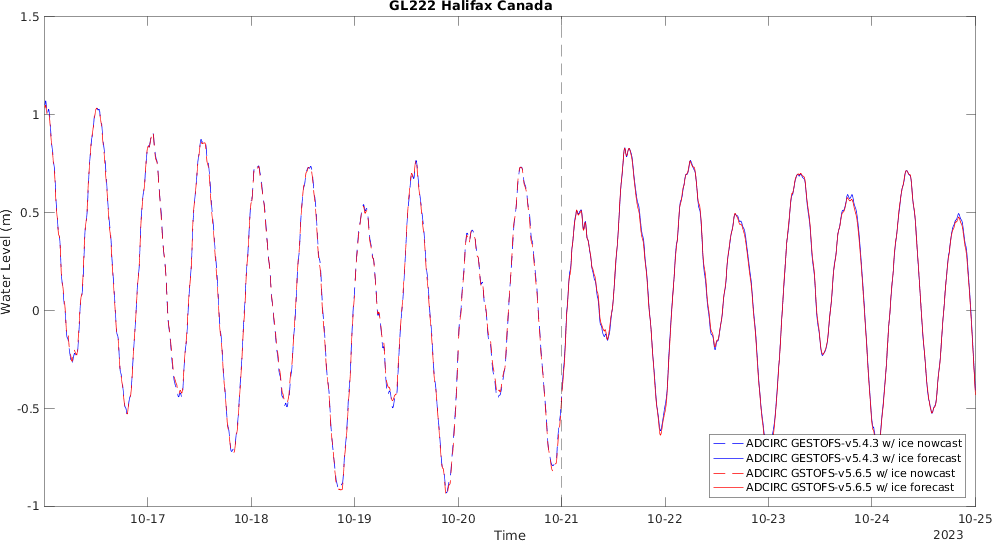 GL222 Halifax Canada
1.5
1
0.5
0
-0.5
-1
Water Level (m)
ADCIRC GESTOFS-v5.4.3 w/ ice nowcast
ADCIRC GESTOFS-v5.4.3 w/ ice forecast
ADCIRC GSTOFS-v5.6.5 w/ ice nowcast
ADCIRC GSTOFS-v5.6.5 w/ ice forecast
10-17 10-18 10-19 10-20 10-21 10-22 10-23 10-24 10-25
Time
2023